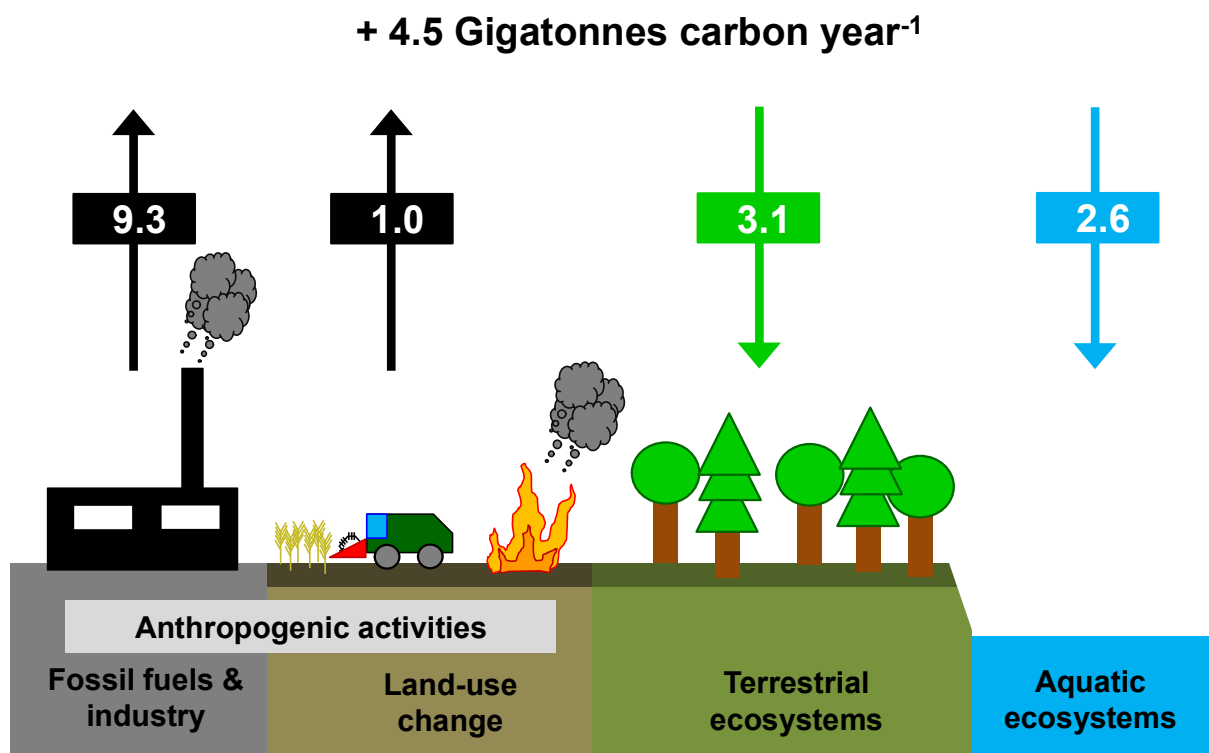 + 4.5 Gigatonnes carbon year⁻¹
9.3
1.0
3.1
2.6
Anthropogenic activities
Fossil fuels &
industry
Land-use
change
Terrestrial
ecosystems
Aquatic
ecosystems